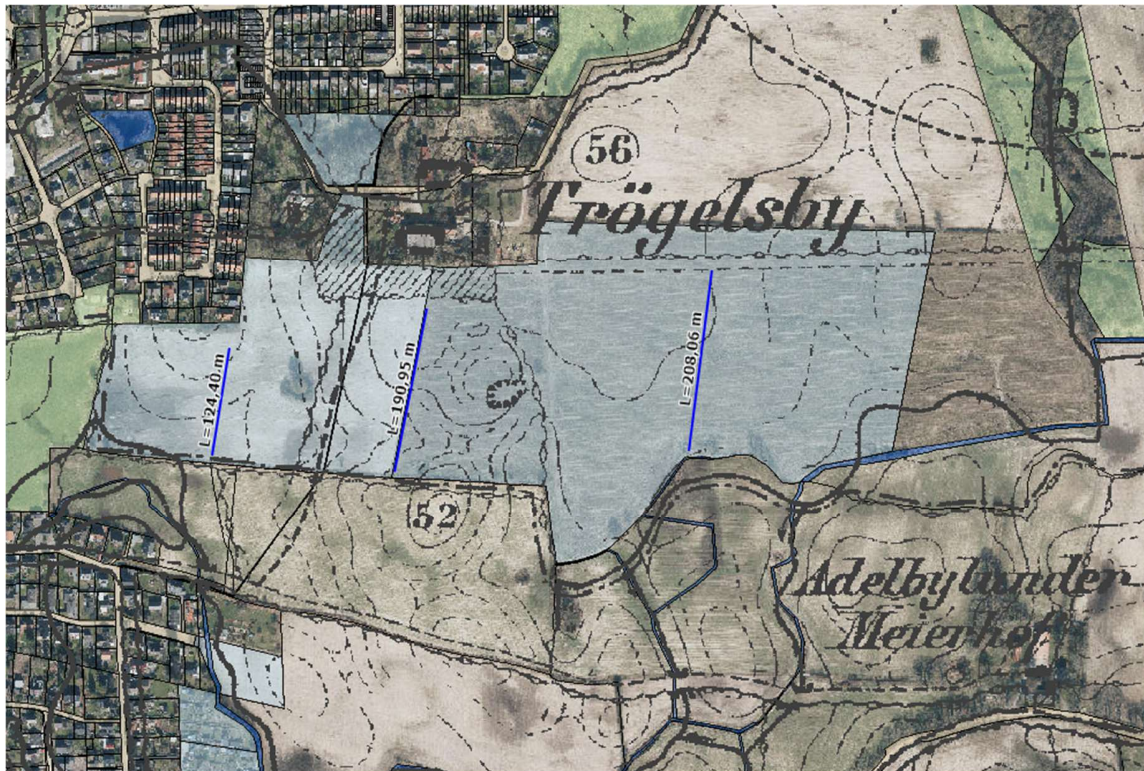 56
Trögelsby
L=124,40 m
L=190,95 m
L=208,06 m
52
Adelbylunder
Meierhof